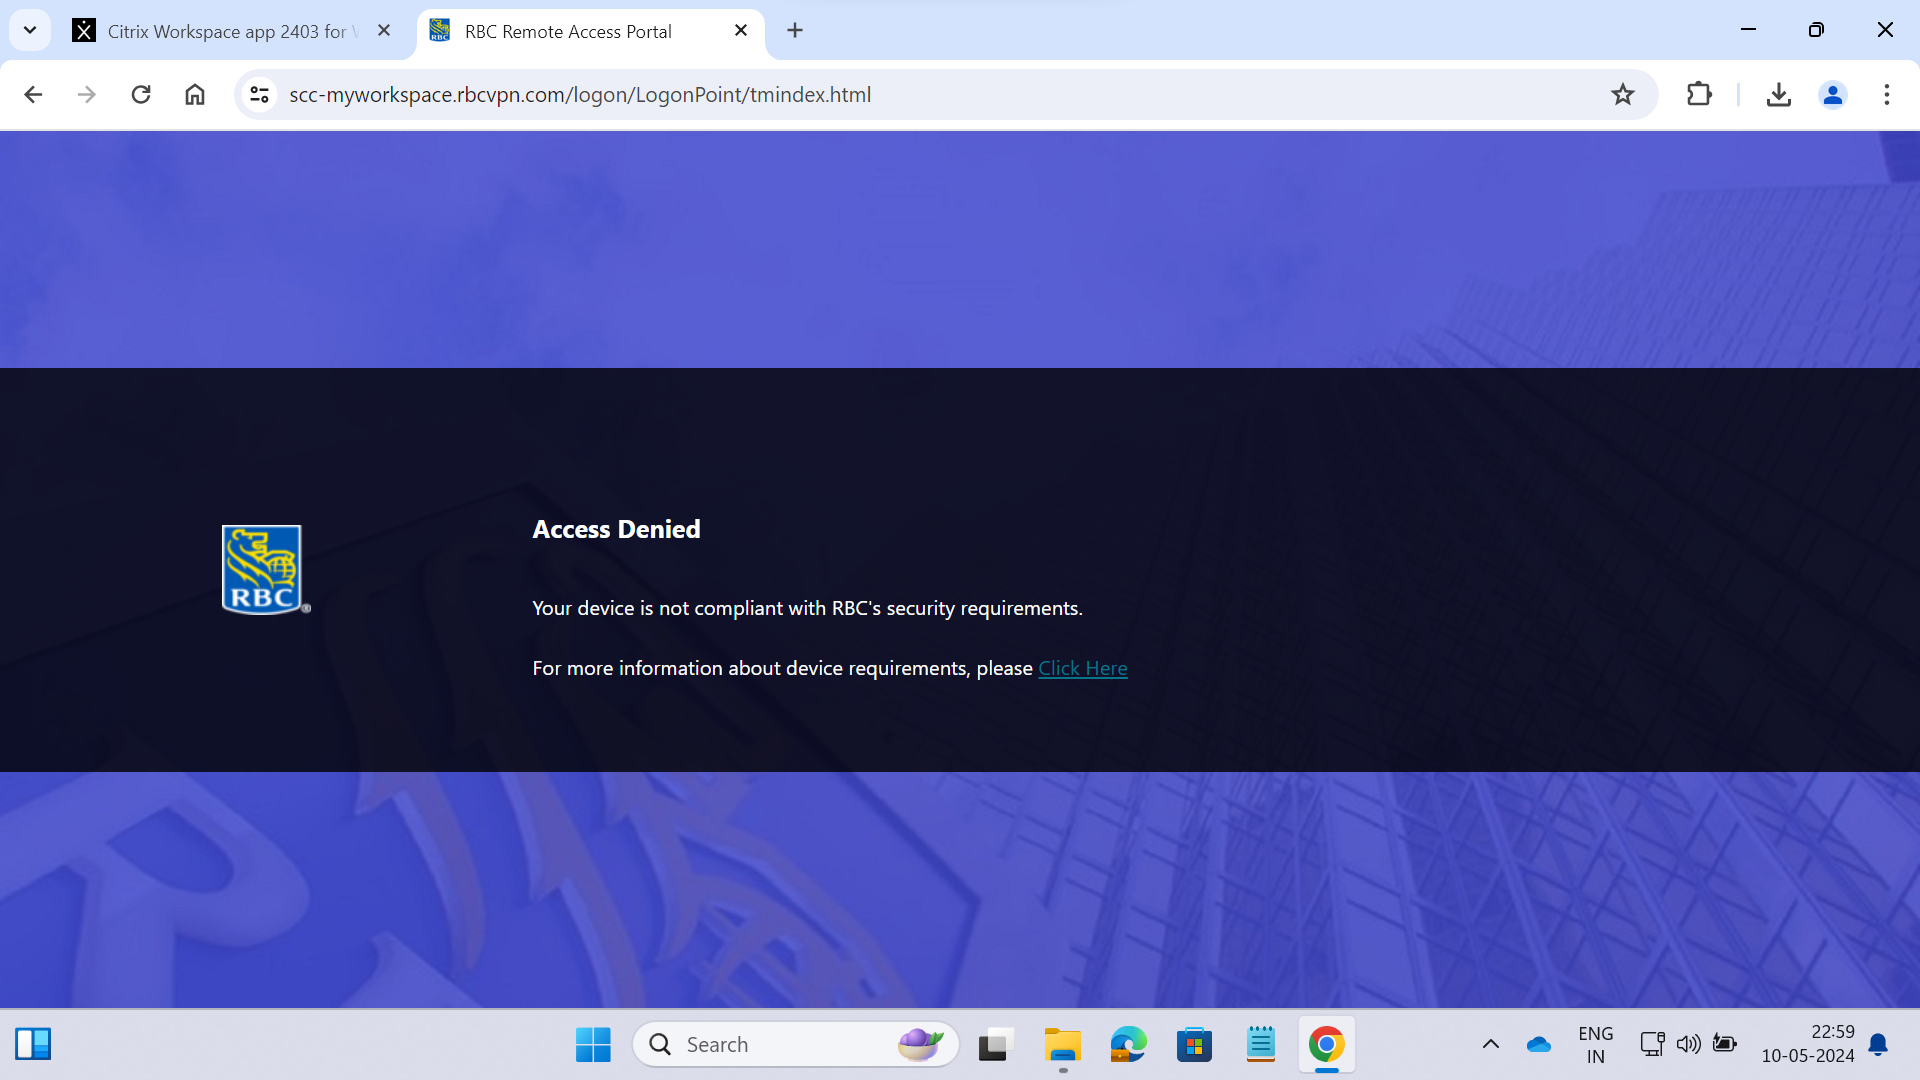 Citrix Workspace app 2403 for
RBC Remote Access Portal
scc-myworkspace.rbcvpn.com/logon/LogonPoint/tmindex.html
RBC
®
Access Denied
Your device is not compliant with RBC's security requirements.
For more information about device requirements, please Click Here
Search
ENG
IN
22:59
10-05-2024